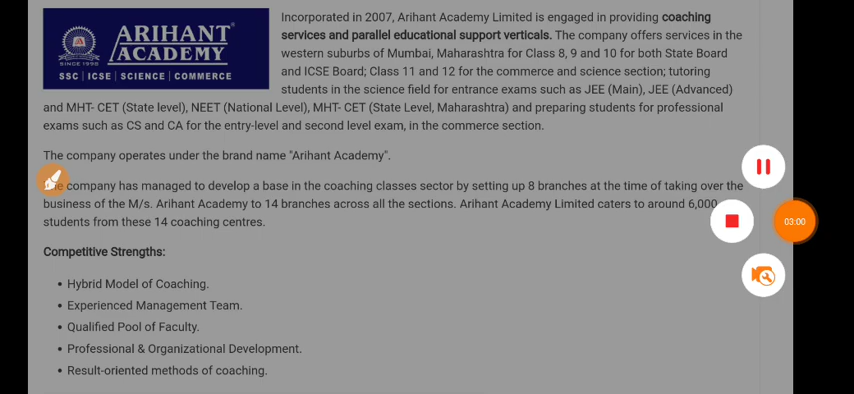 ARIHANT
ACADEMY
SINCE 1998
SSC | ICSE | SCIENCE | COMMERCE
Incorporated in 2007, Arihant Academy Limited is engaged in providing coaching
services and parallel educational support verticals. The company offers services in the
western suburbs of Mumbai, Maharashtra for Class 8, 9 and 10 for both State Board
and ICSE Board; Class 11 and 12 for the commerce and science section; tutoring
students in the science field for entrance exams such as JEE (Main), JEE (Advanced)
and MHT- CET (State level), NEET (National Level), MHT- CET (State Level, Maharashtra) and preparing students for professional
exams such as CS and CA for the entry-level and second level exam, in the commerce section.
The company operates under the brand name "Arihant Academy".
company has managed to develop a base in the coaching classes sector by setting up 8 branches at the time of taking over the
business of the M/s. Arihant Academy to 14 branches across all the sections. Arihant Academy Limited caters to around 6,000
students from these 14 coaching centres.
03:00
Competitive Strengths:
• Hybrid Model of Coaching.
• Experienced Management Team.
• Qualified Pool of Faculty.
• Professional & Organizational Development.
• Result-oriented methods of coaching.